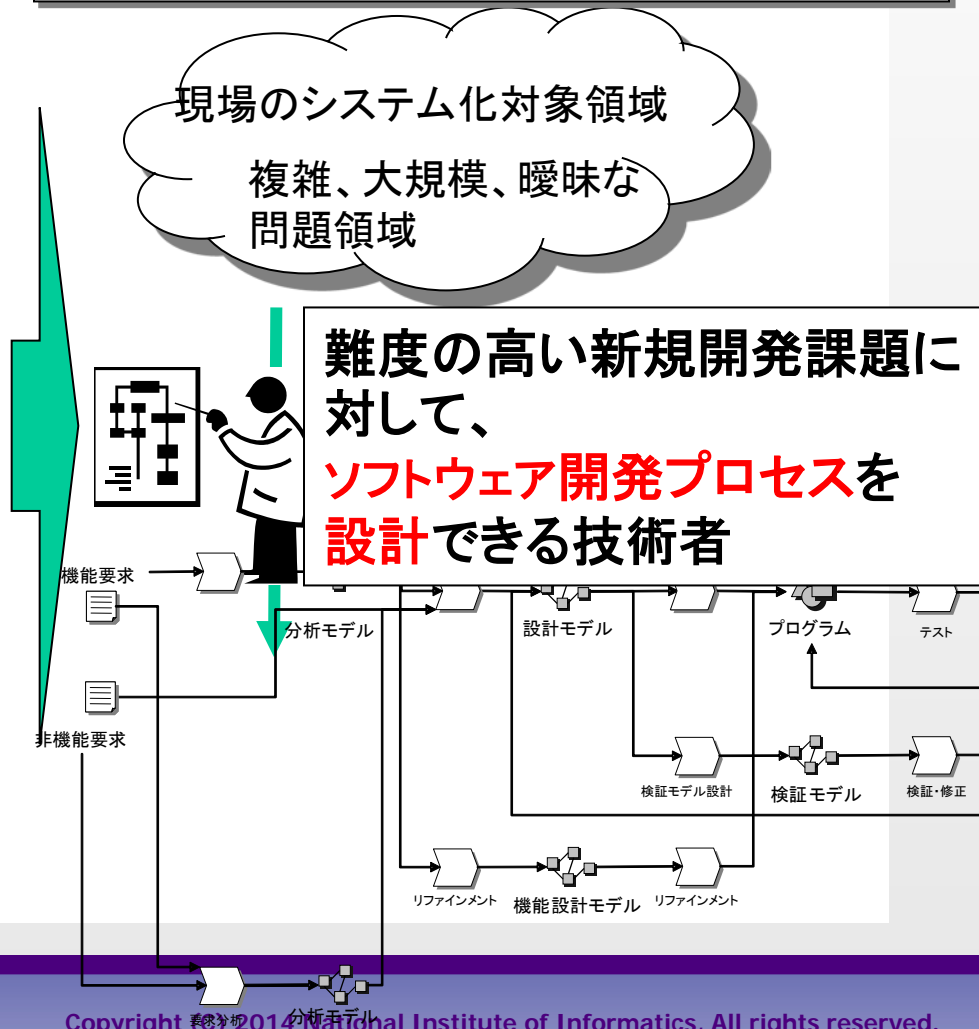 現場のシステム化対象領域
複雑、大規模、曖昧な
問題領域
難度の高い新規開発課題に
対して、
ソフトウェア開発プロセスを
設計できる技術者
機能要求
分析モデル
設計モデル
プログラム
テスト
非機能要求
検証モデル設計
検証モデル
検証・修正
リファインメント
機能設計モデル
リファインメント
要求分析
分析モデル
Copyright (C) 2014 National Institute of Informatics. All rights reserved.